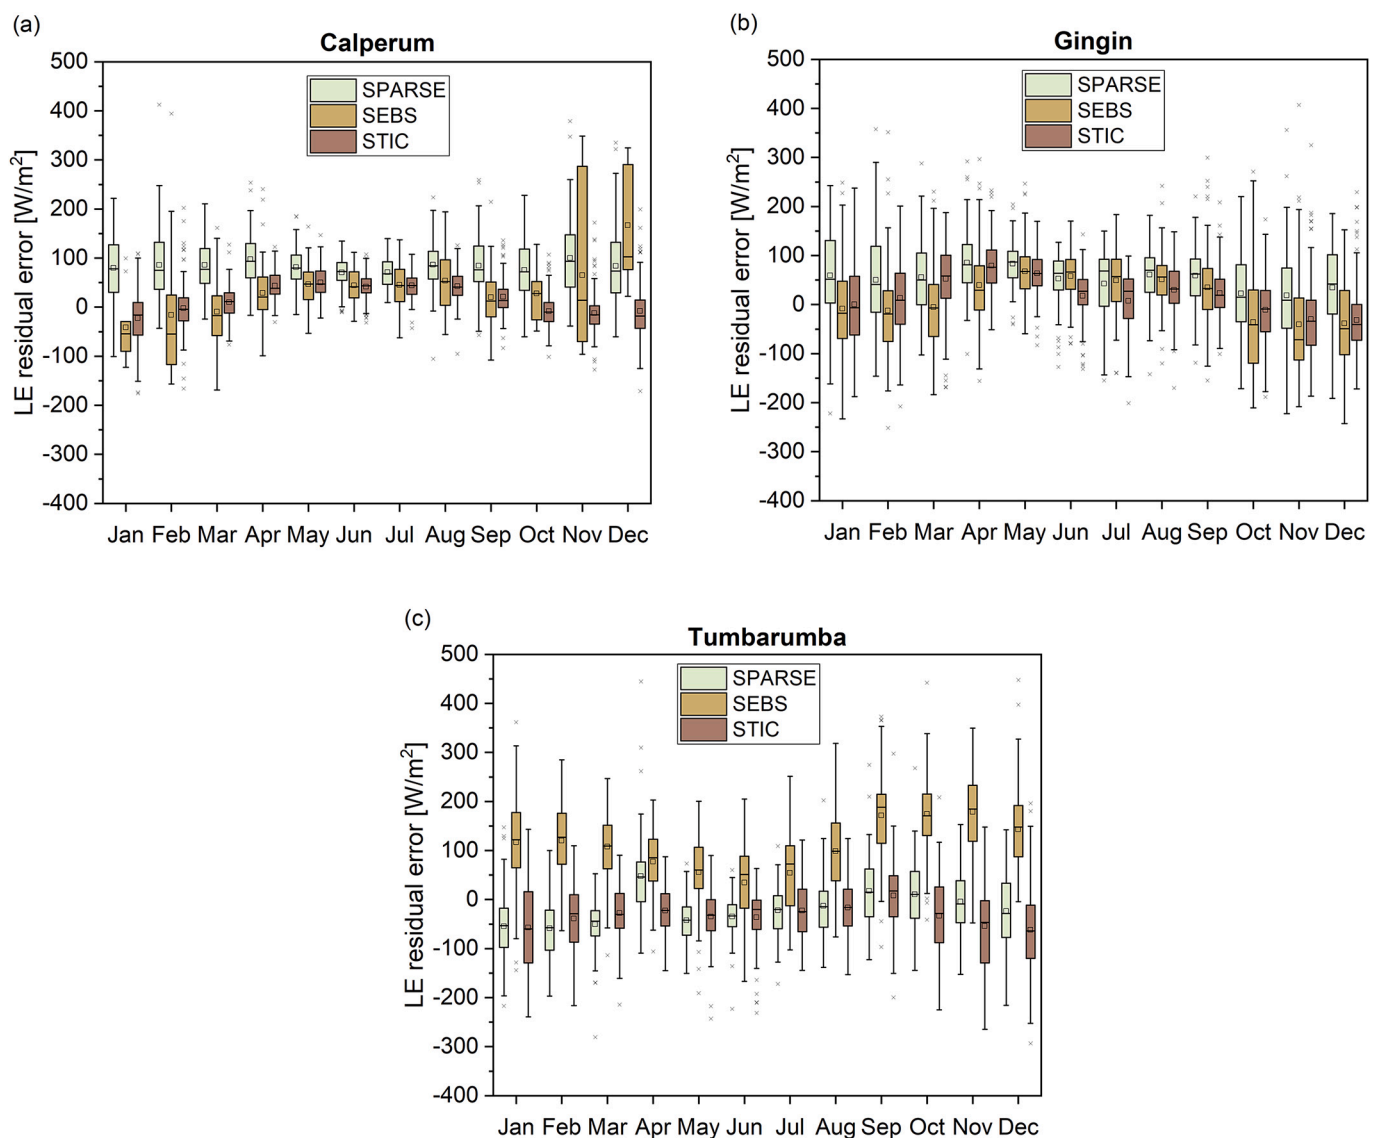 (a)
Calperum
LE residual error [W/m²]
500
400
300
200
100
0
-100
-200
-300
-400
SPARSE
SEBS
STIC
Jan Feb Mar Apr May Jun Jul Aug Sep Oct Nov Dec
(b)
Gingin
LE residual error [W/m²]
500
400
300
200
100
0
-100
-200
-300
-400
SPARSE
SEBS
STIC
Jan Feb Mar Apr May Jun Jul Aug Sep Oct Nov Dec
(c)
Tumbarumba
LE residual error [W/m²]
500
400
300
200
100
0
-100
-200
-300
-400
SPARSE
SEBS
STIC
Jan Feb Mar Apr May Jun Jul Aug Sep Oct Nov Dec